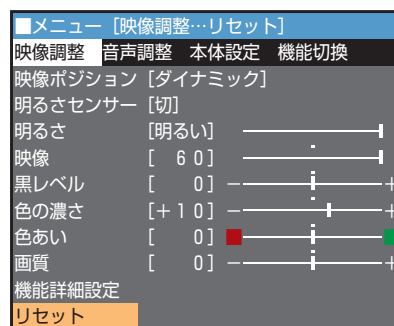 ■メニュー [映像調整…リセット]
映像調整 音声調整 本体設定 機能切換
映像ポジション [ダイナミック]
明るさセンサー [切]
明るさ [明るい]
映像 [ 60]
黒レベル [ 0] − +
色の濃さ [+10] − +
色あい [ 0]
画質 [ 0] − +
機能詳細設定
リセット